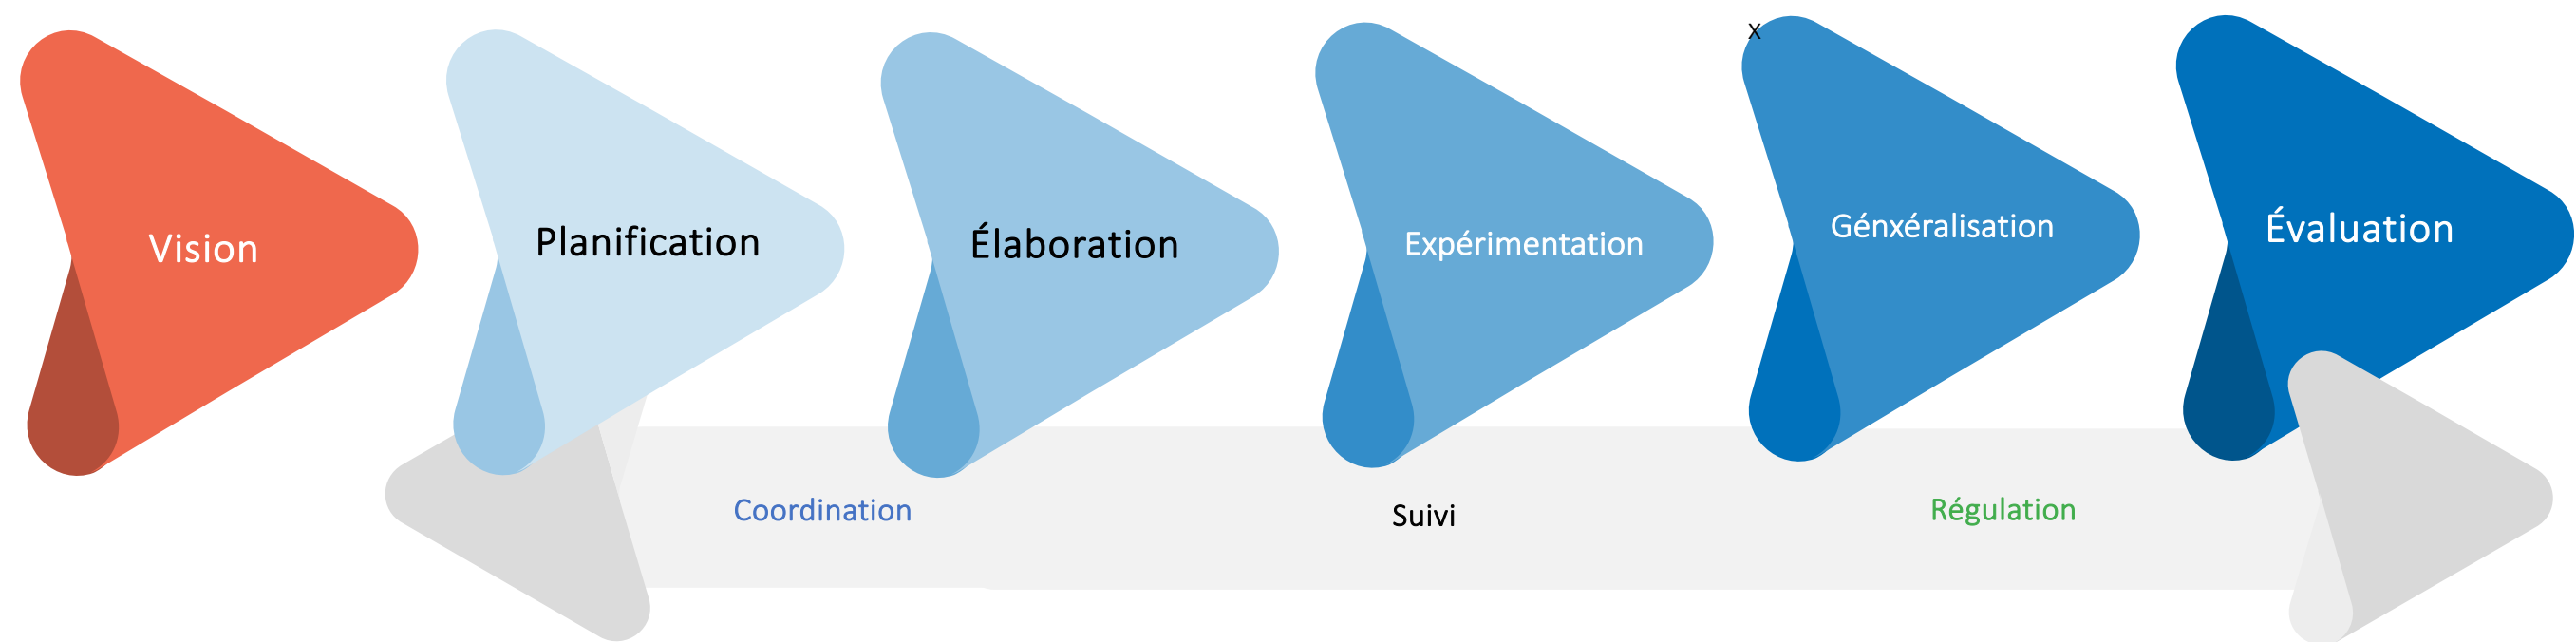 x
Vision
Planification
Élaboration
Expérimentation
Génxéralisation
Évaluation
Coordination
Suivi
Régulation